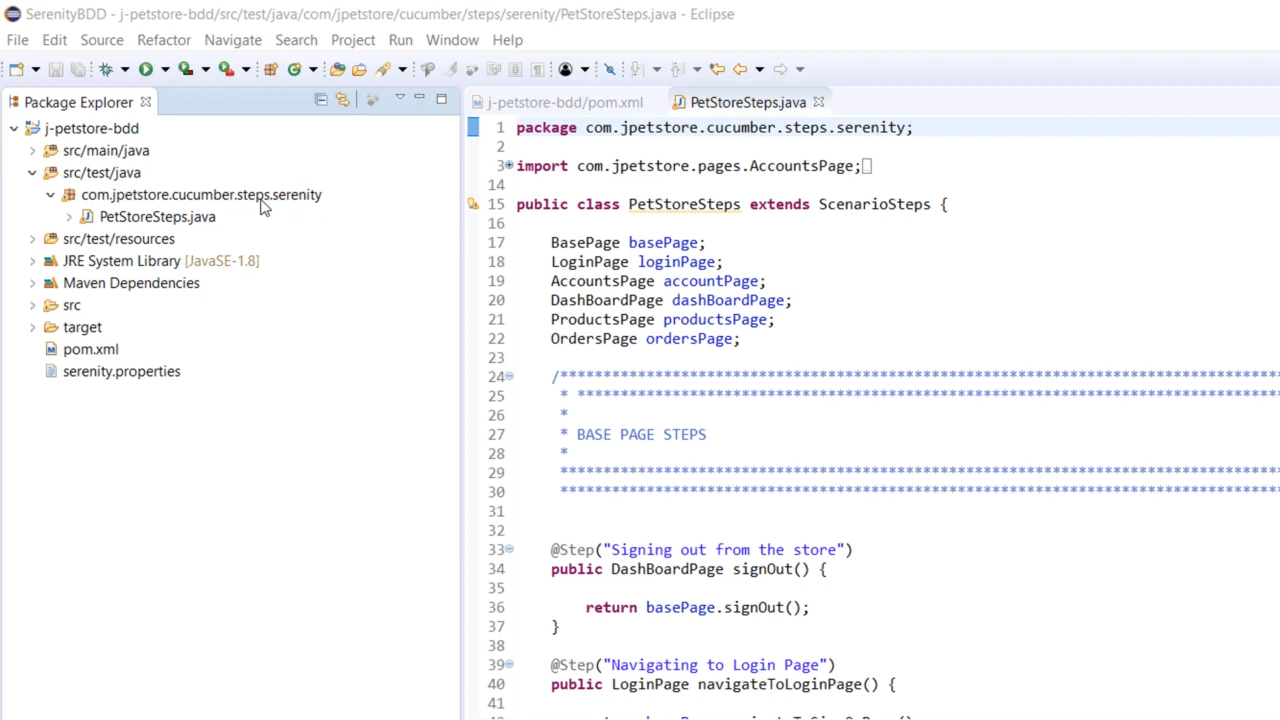 SerenityBDD - j-petstore-bdd/src/test/java/com/jpetstore/cucumber/steps/serenity/PetStoreSteps.java - Eclipse
File Edit Source Refactor Navigate Search Project Run Window Help
Package Explorer
j-petstore-bdd
src/main/java
src/test/java
com.jpetstore.cucumber.steps.serenity
PetStoreSteps.java
src/test/resources
JRE System Library [JavaSE-1.8]
Maven Dependencies
src
target
pom.xml
serenity.properties
j-petstore-bdd/pom.xml PetStoreSteps.java
1 package com.jpetstore.cucumber.steps.serenity;
2
3 import com.jpetstore.pages.AccountsPage;
14
15 public class PetStoreSteps extends ScenarioSteps {
16
17 BasePage basePage;
18 LoginPage loginPage;
19 AccountsPage accountPage;
20 DashBoardPage dashBoardPage;
21 ProductsPage productsPage;
22 OrdersPage ordersPage;
23
24 /************************************************************************************
25 * **********************************************************************************
26 *
27 * BASE PAGE STEPS
28 *
29 ************************************************************************************
30 ************************************************************************************
31
32
33 @Step("Signing out from the store")
34 public DashBoardPage signOut() {
35
36 return basePage.signOut();
37 }
38
39 @Step("Navigating to Login Page")
40 public LoginPage navigateToLoginPage() {
41